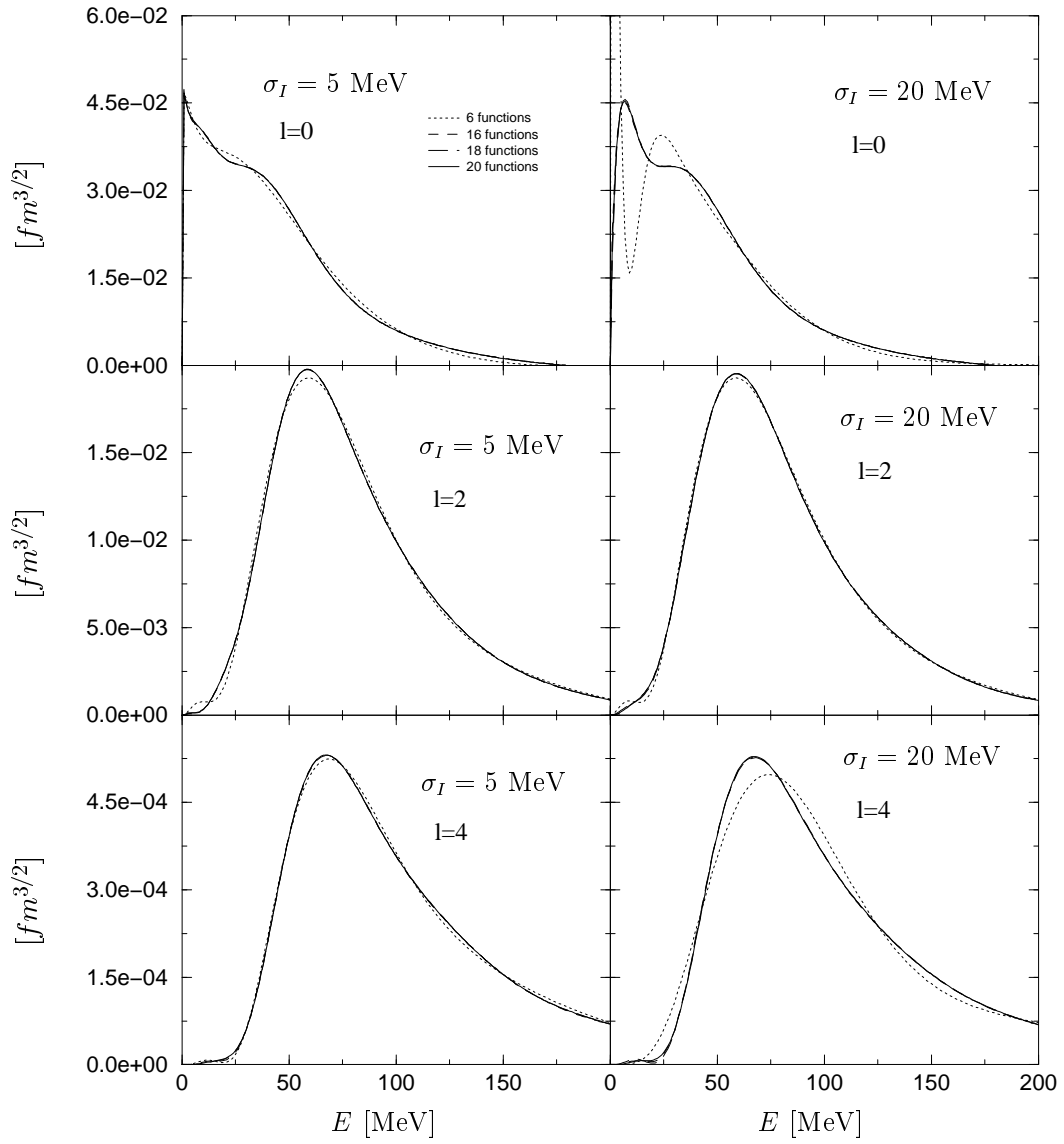 6.0e−02
4.5e−02
3.0e−02
1.5e−02
0.0e+00
[fm^{3/2}]
σ_I = 5 MeV
l=0
6 functions
16 functions
18 functions
20 functions
σ_I = 20 MeV
l=0
1.5e−02
1.0e−02
5.0e−03
0.0e+00
[fm^{3/2}]
σ_I = 5 MeV
l=2
σ_I = 20 MeV
l=2
4.5e−04
3.0e−04
1.5e−04
0.0e+00
[fm^{3/2}]
σ_I = 5 MeV
l=4
σ_I = 20 MeV
l=4
0 50 100 150 0 50 100 150 200
E [MeV] E [MeV]